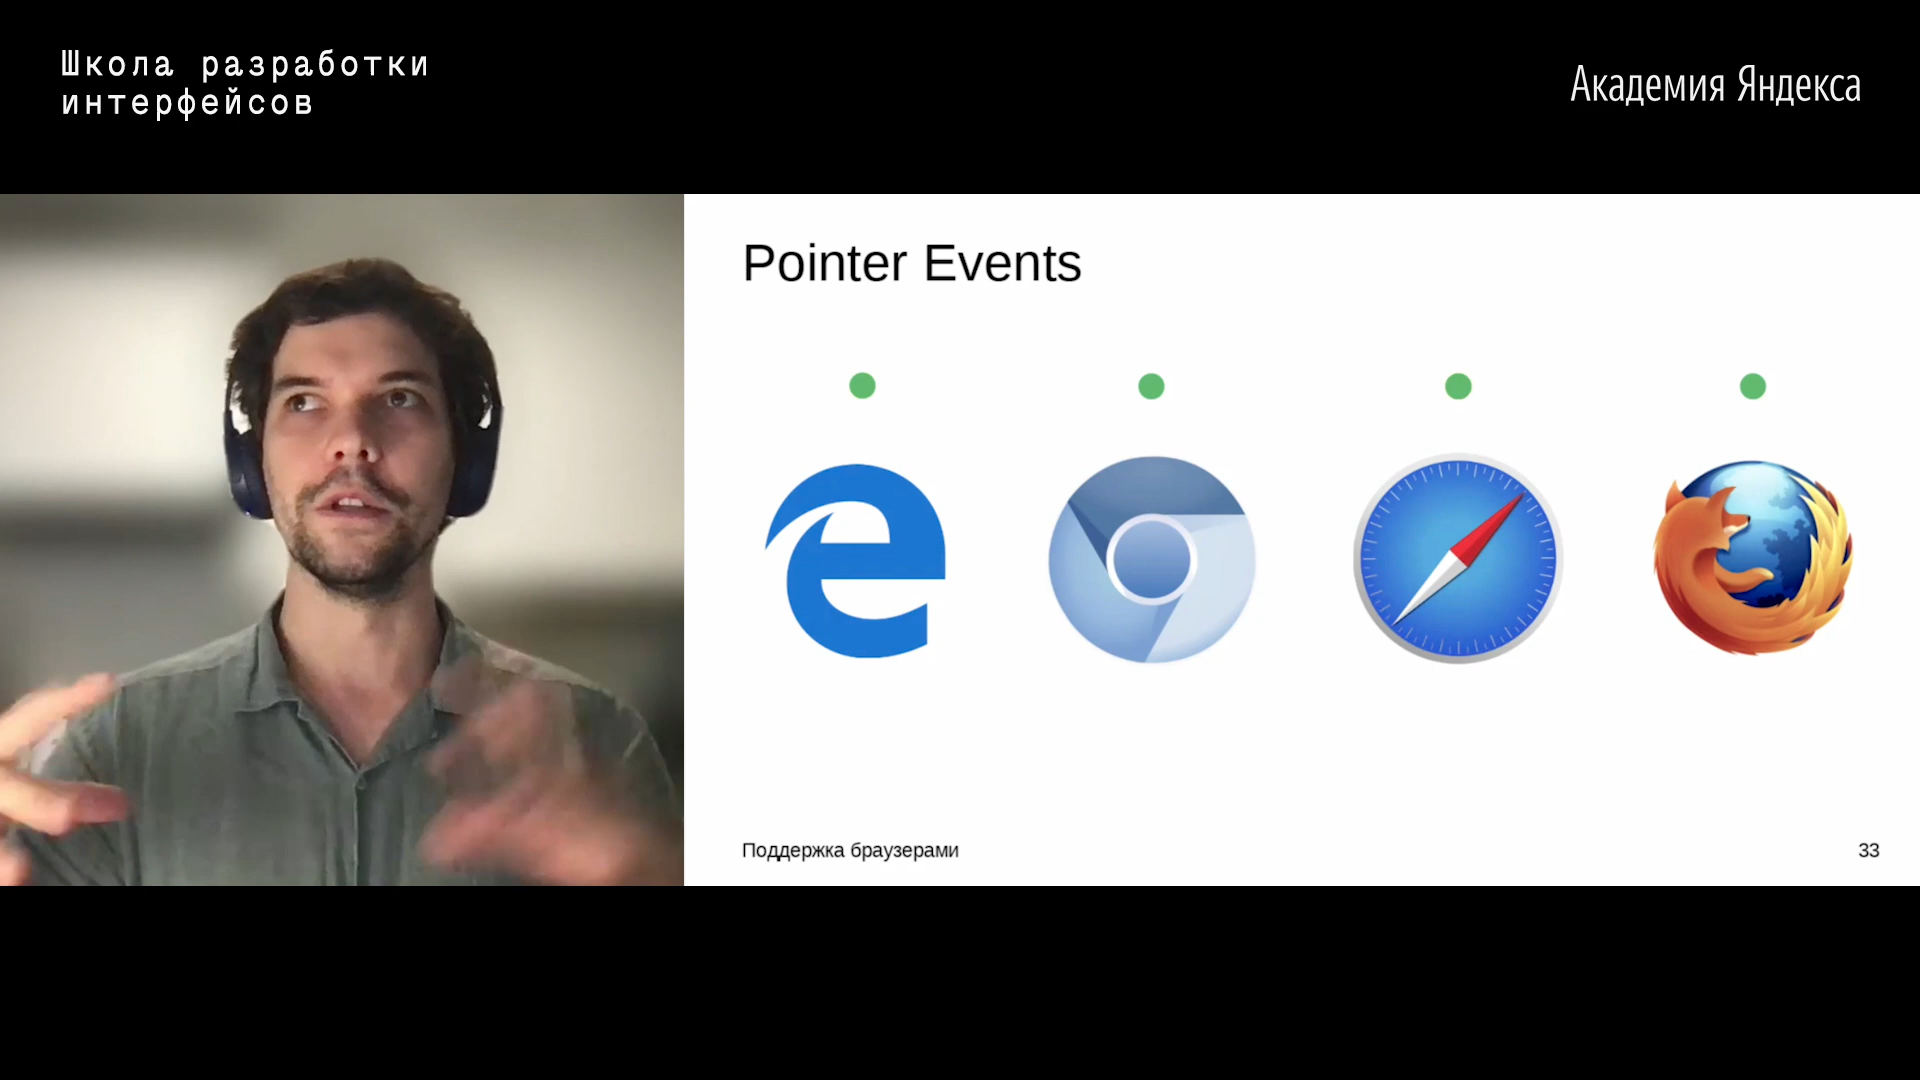 Школа разработки
интерфейсов
Академия Яндекса
Pointer Events
Поддержка браузерами
33